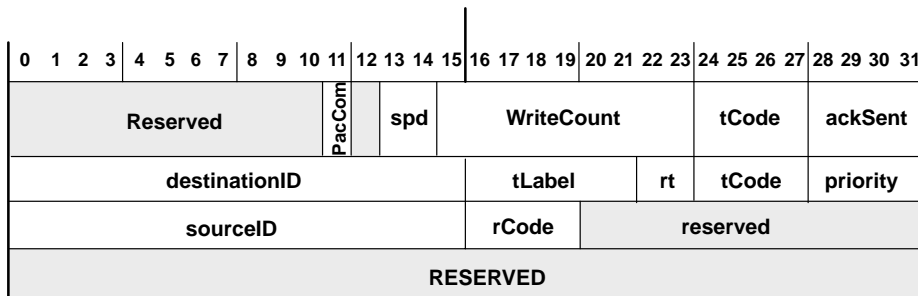 0 1 2 3 4 5 6 7 8 9 10 11 12 13 14 15 16 17 18 19 20 21 22 23 24 25 26 27 28 29 30 31
Reserved PacCom spd WriteCount tCode ackSent
destinationID tLabel rt tCode priority
sourceID rCode reserved
RESERVED